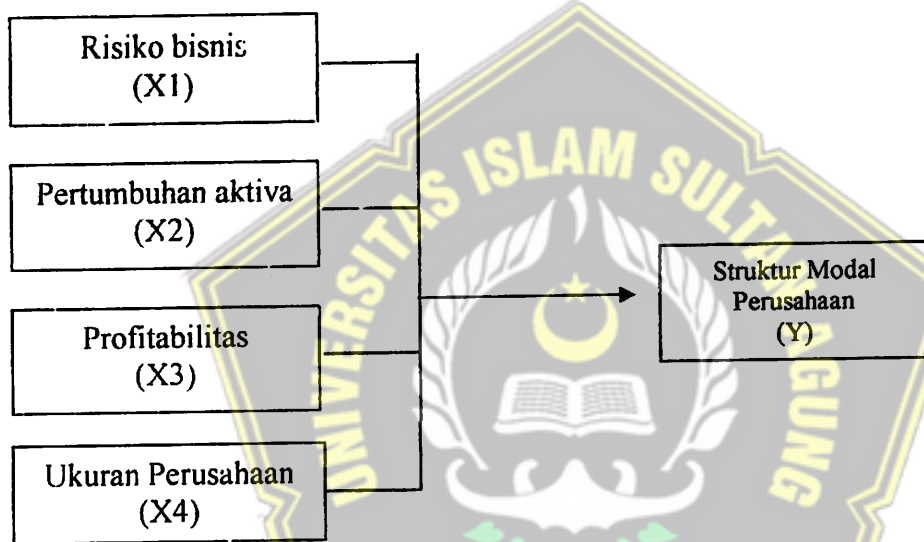 Risiko bisnis
(X1)
Pertumbuhan aktiva
(X2)
Profitabilitas
(X3)
Ukuran Perusahaan
(X4)
Struktur Modal
Perusahaan
(Y)
UNIVERSITAS ISLAM SULTAN AGUNG